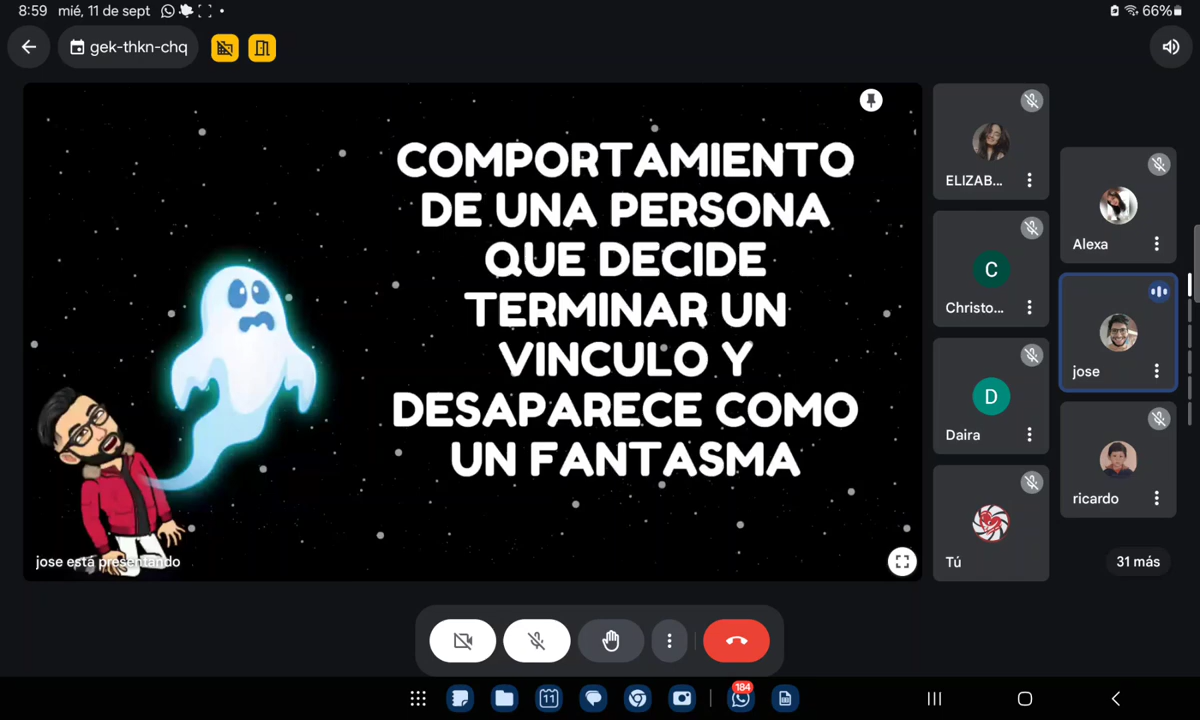 8:59 mié, 11 de sept
66%
gek-thkn-chq
COMPORTAMIENTO
DE UNA PERSONA
QUE DECIDE
TERMINAR UN
VINCULO Y
DESAPARECE COMO
UN FANTASMA
jose está presentando
ELIZAB...
C
Christo...
D
Daira
Tú
Alexa
jose
ricardo
31 más
11
184